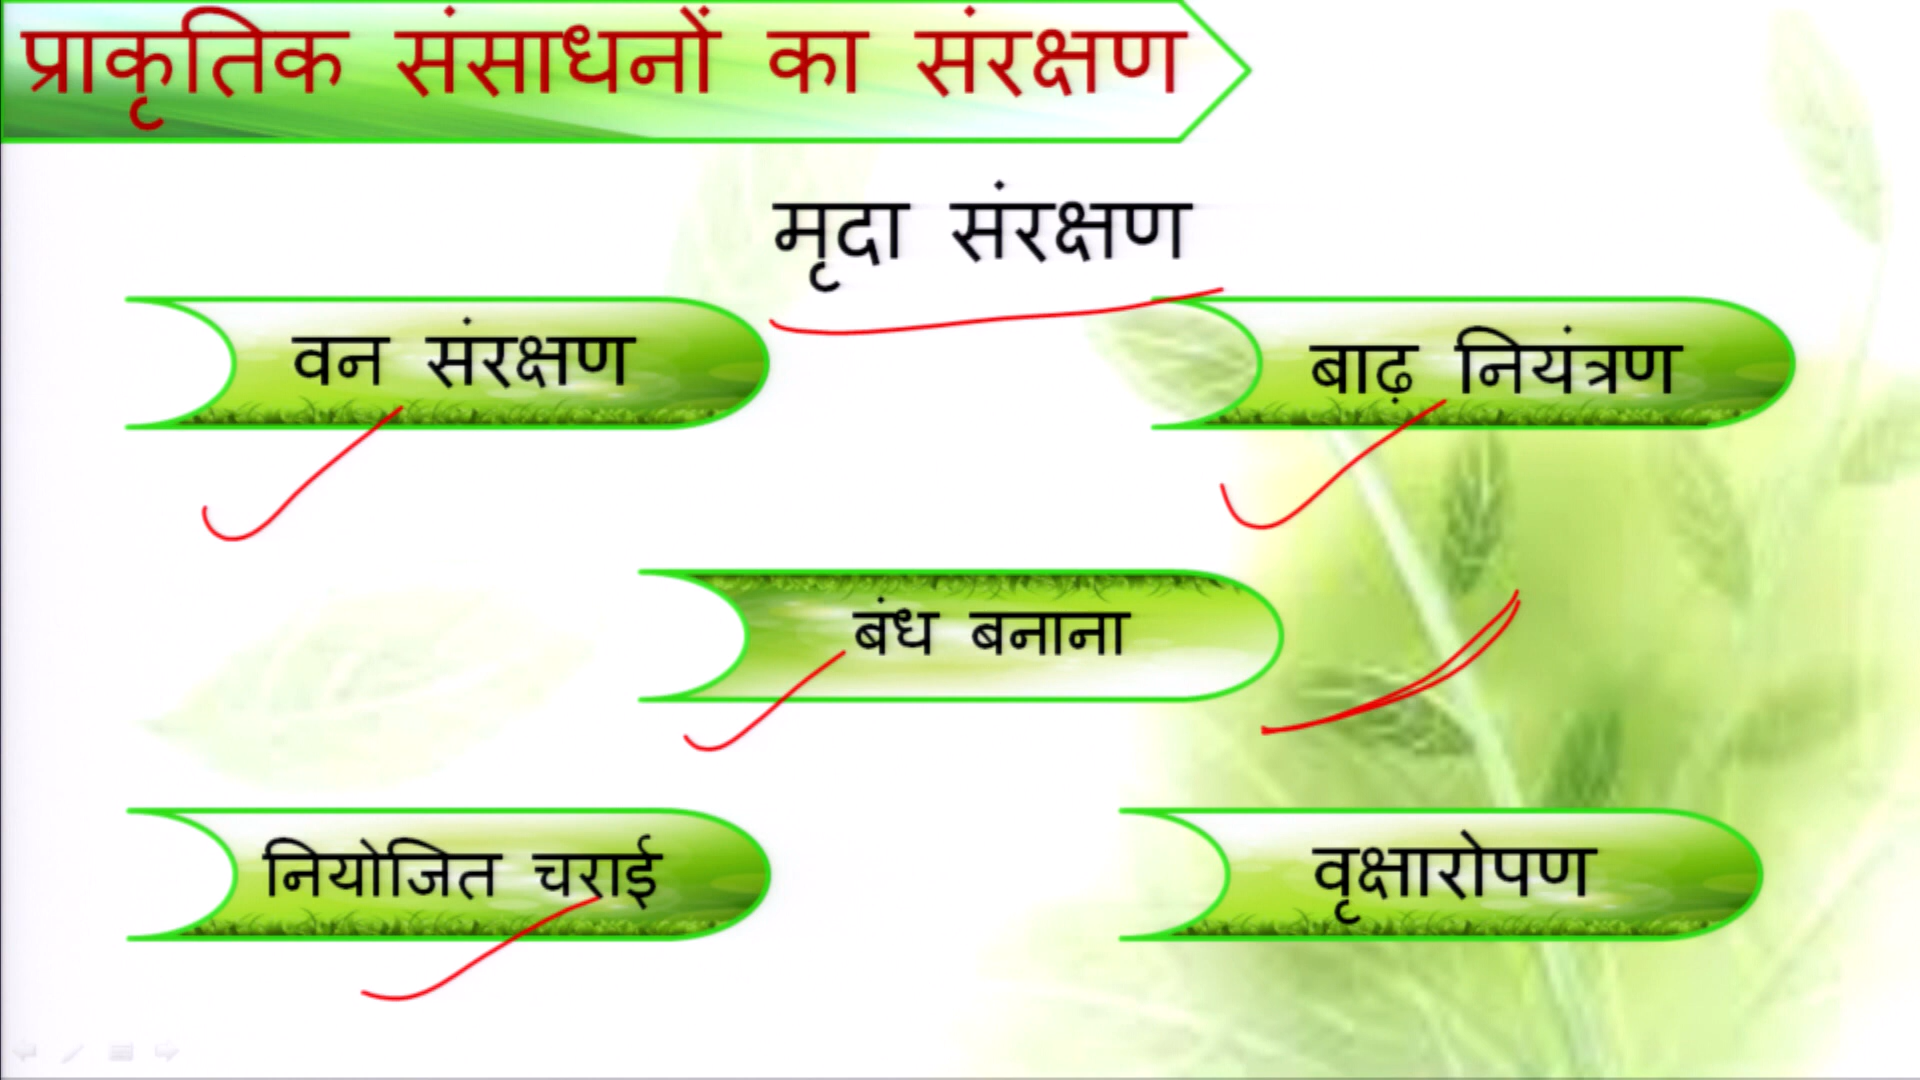 प्राकृतिक संसाधनों का संरक्षण
मृदा संरक्षण
वन संरक्षण
बाढ़ नियंत्रण
बंध बनाना
नियोजित चराई
वृक्षारोपण